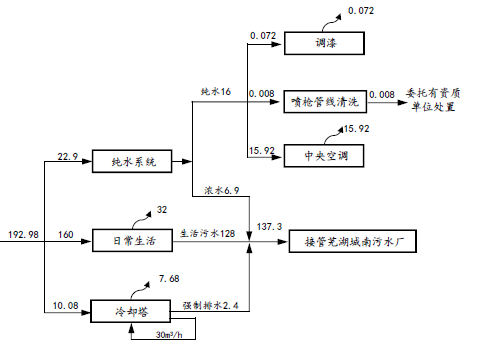 0.072
0.072
调漆
纯水16
0.008
喷枪管线清洗
0.008
委托有资质
单位处置
15.92
15.92
中央空调
22.9
纯水系统
浓水6.9
192.98
160
32
日常生活
生活污水128
137.3
接管芜湖城南污水厂
7.68
10.08
冷却塔
强制排水2.4
30m³/h